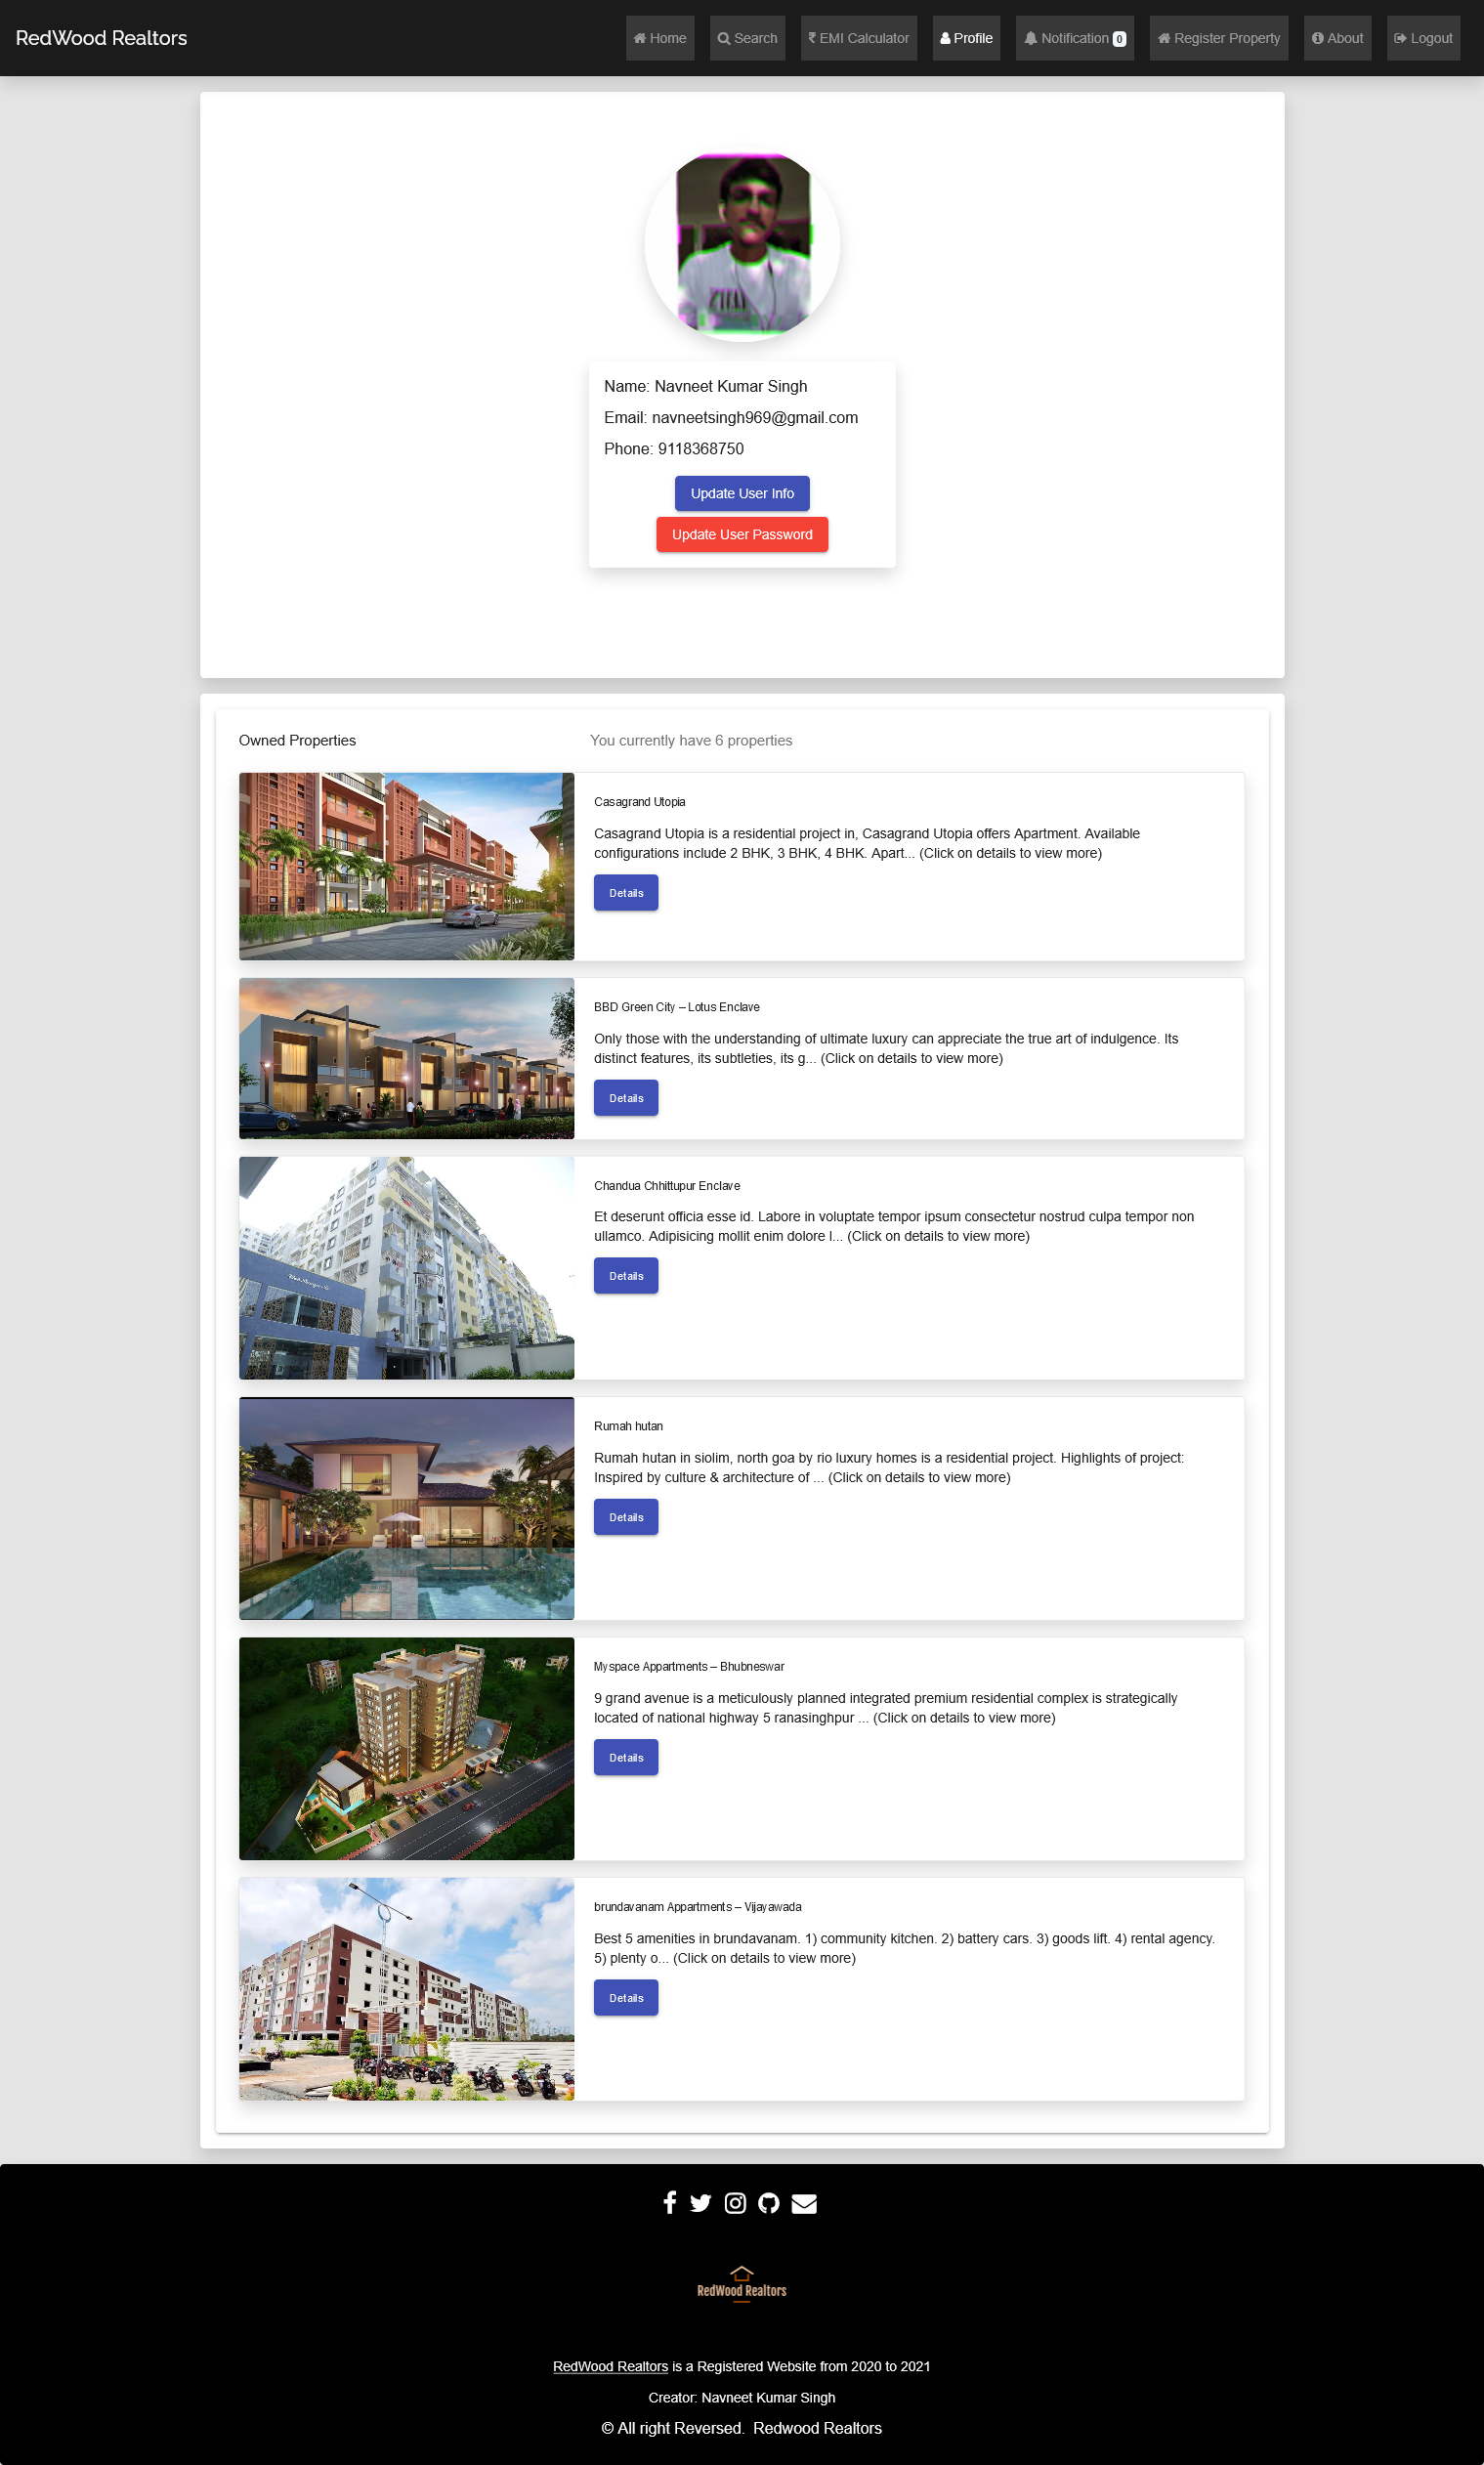 RedWood Realtors
Home
Search
EMI Calculator
Profile
Notification 0
Register Property
About
Logout
Name: Navneet Kumar Singh
Email: navneetsingh969@gmail.com
Phone: 9118368750
Update User Info
Update User Password
Owned Properties
You currently have 6 properties
Casagrand Utopia
Casagrand Utopia is a residential project in, Casagrand Utopia offers Apartment. Available
configurations include 2 BHK, 3 BHK, 4 BHK. Apart... (Click on details to view more)
Details
BBD Green City – Lotus Enclave
Only those with the understanding of ultimate luxury can appreciate the true art of indulgence. Its
distinct features, its subtleties, its g... (Click on details to view more)
Details
Chandua Chhittupur Enclave
Et deserunt officia esse id. Labore in voluptate tempor ipsum consectetur nostrud culpa tempor non
ullamco. Adipisicing mollit enim dolore l... (Click on details to view more)
Details
Rumah hutan
Rumah hutan in siolim, north goa by rio luxury homes is a residential project. Highlights of project:
Inspired by culture & architecture of ... (Click on details to view more)
Details
Myspace Appartments – Bhubneswar
9 grand avenue is a meticulously planned integrated premium residential complex is strategically
located of national highway 5 ranasinghpur ... (Click on details to view more)
Details
brundavanam Appartments – Vijayawada
Best 5 amenities in brundavanam. 1) community kitchen. 2) battery cars. 3) goods lift. 4) rental agency.
5) plenty o... (Click on details to view more)
Details
RedWood Realtors
RedWood Realtors is a Registered Website from 2020 to 2021
Creator: Navneet Kumar Singh
© All right Reversed. Redwood Realtors